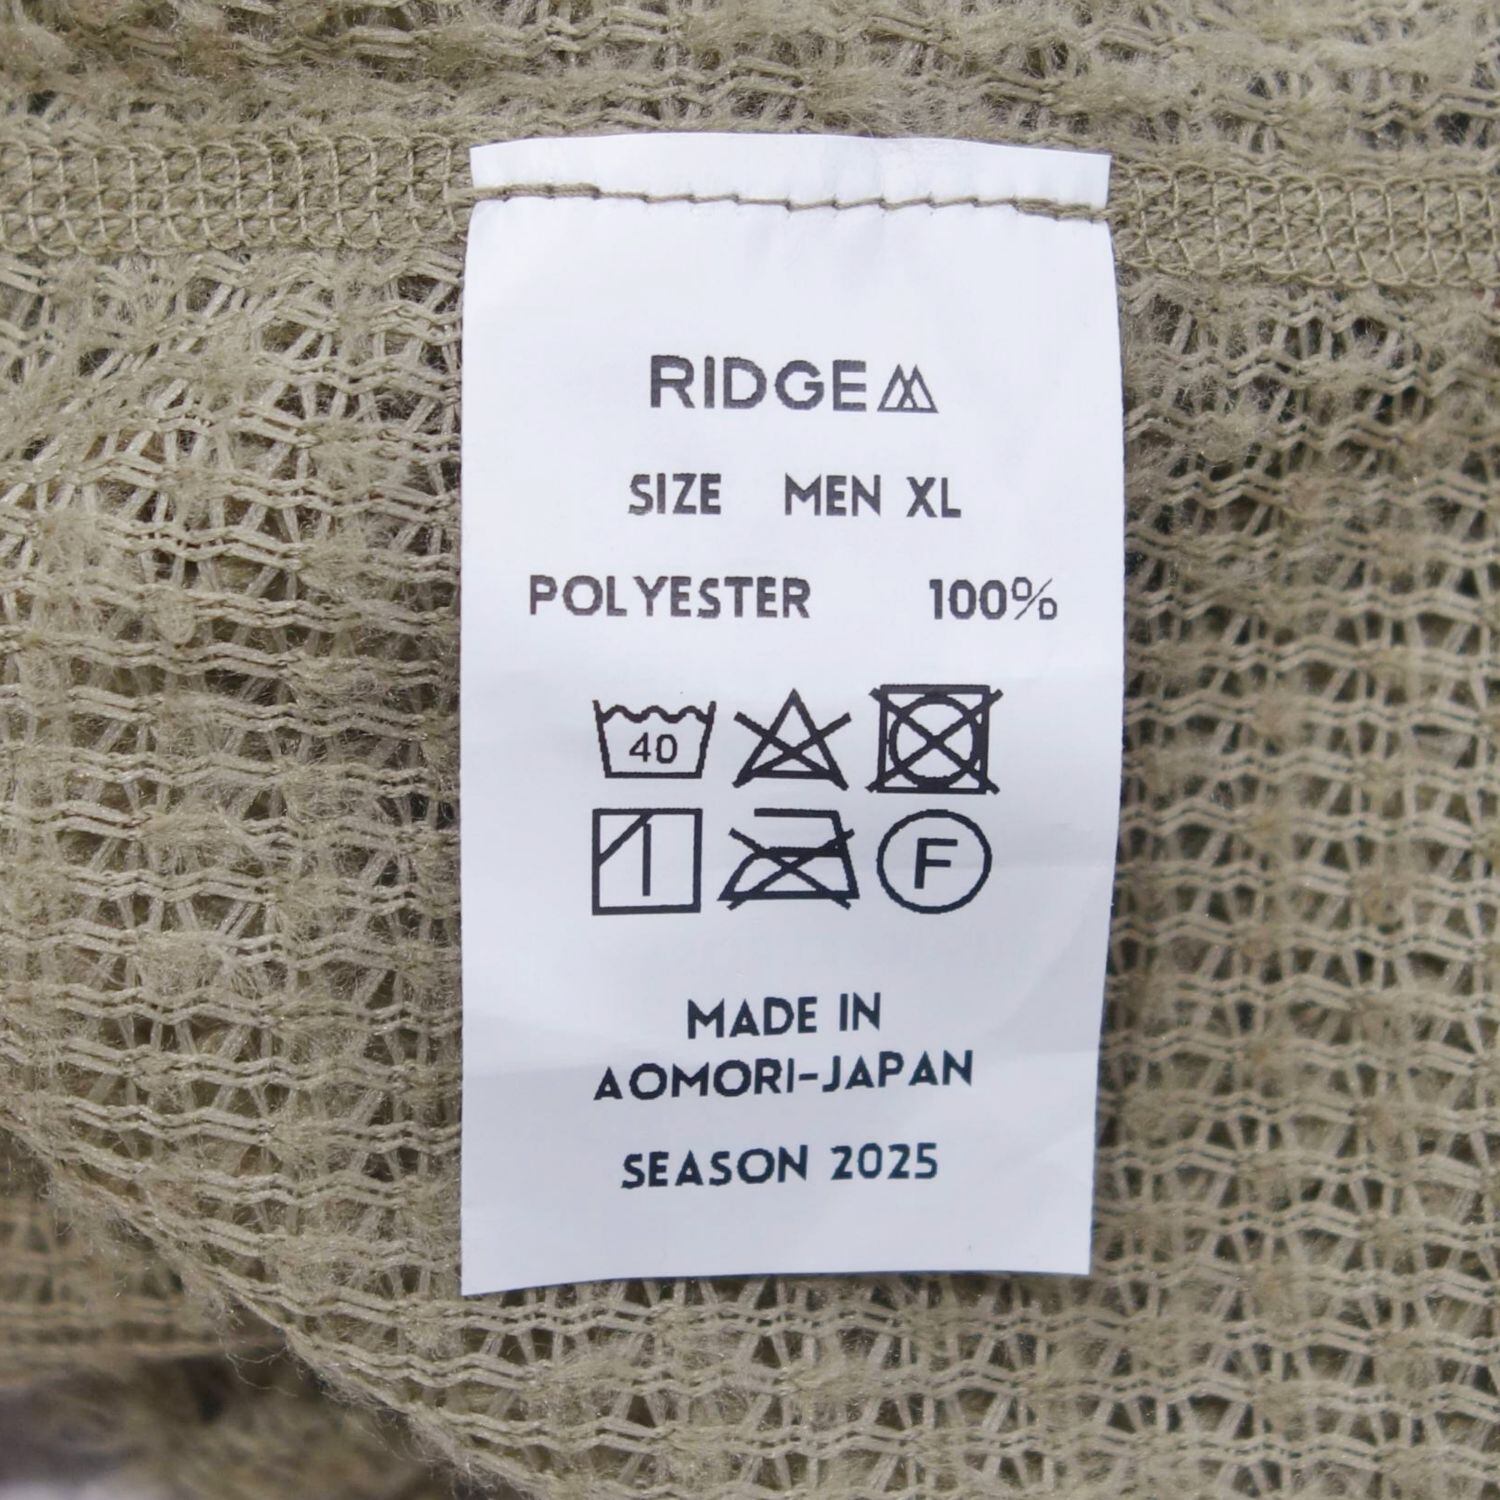 RIDGE
SIZE MEN XL
POLYESTER 100%
40
F
MADE IN
AOMORI-JAPAN
SEASON 2025